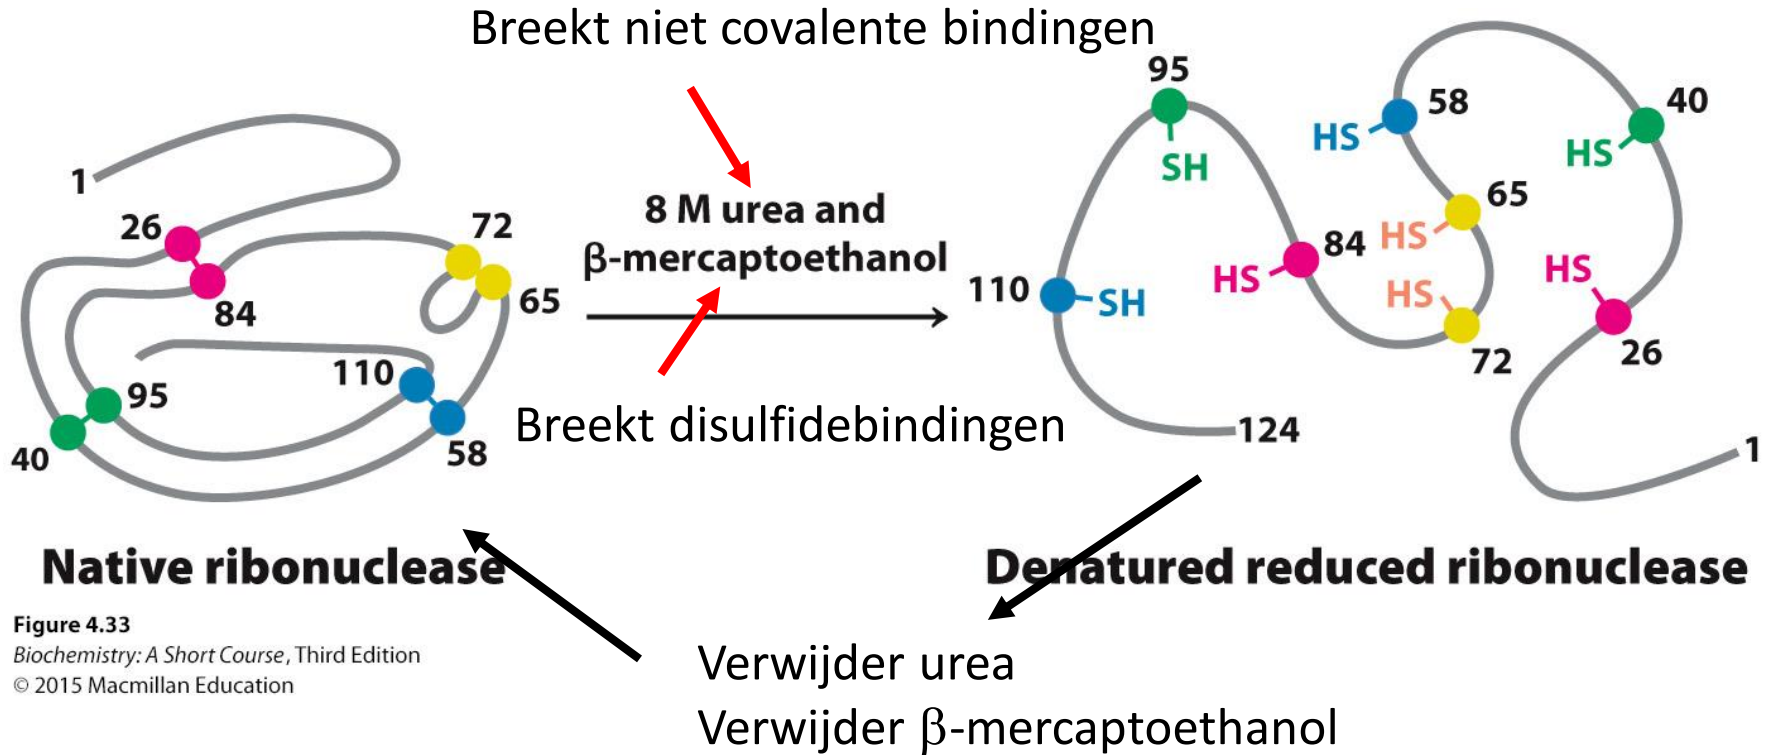 Breekt niet covalente bindingen
8 M urea and
β-mercaptoethanol
Breekt disulfidebindingen
1
26
84
72
65
110
95
40
58
Native ribonuclease
95
SH
110
SH
HS
84
HS
58
HS
65
HS
72
HS
40
HS
26
124
1
Denatured reduced ribonuclease
Figure 4.33
Biochemistry: A Short Course, Third Edition
© 2015 Macmillan Education
Verwijder urea
Verwijder β-mercaptoethanol